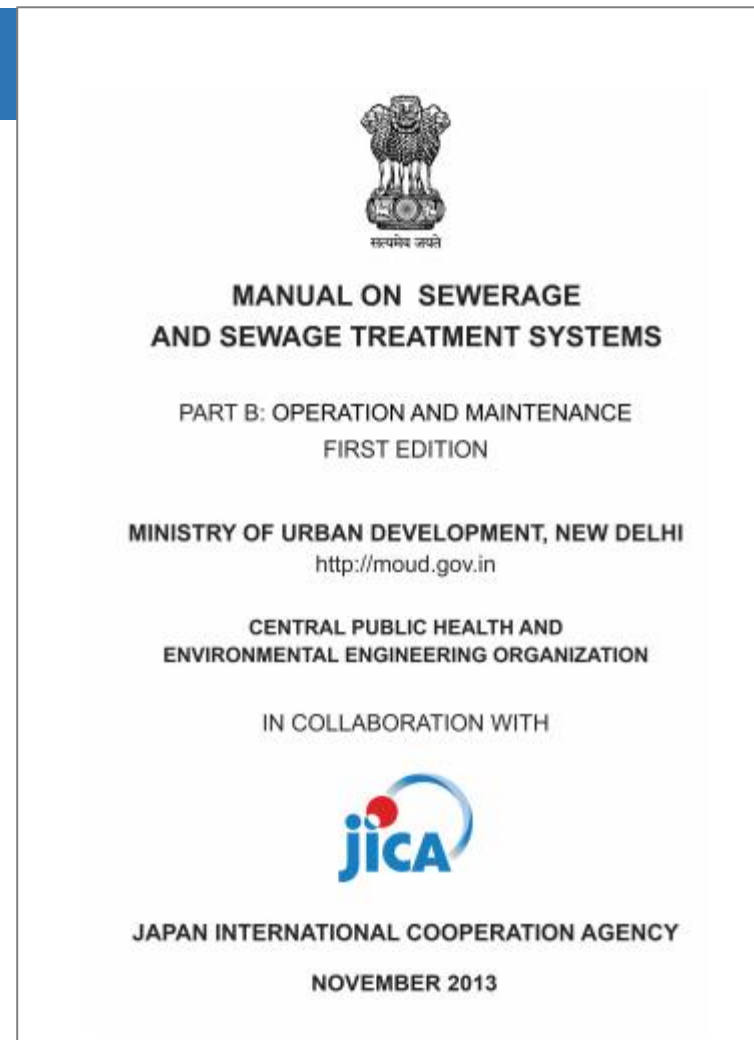 सत्यमेव जयते
MANUAL ON SEWERAGE
AND SEWAGE TREATMENT SYSTEMS
PART B: OPERATION AND MAINTENANCE
FIRST EDITION
MINISTRY OF URBAN DEVELOPMENT, NEW DELHI
http://moud.gov.in
CENTRAL PUBLIC HEALTH AND
ENVIRONMENTAL ENGINEERING ORGANIZATION
IN COLLABORATION WITH
jICA
JAPAN INTERNATIONAL COOPERATION AGENCY
NOVEMBER 2013